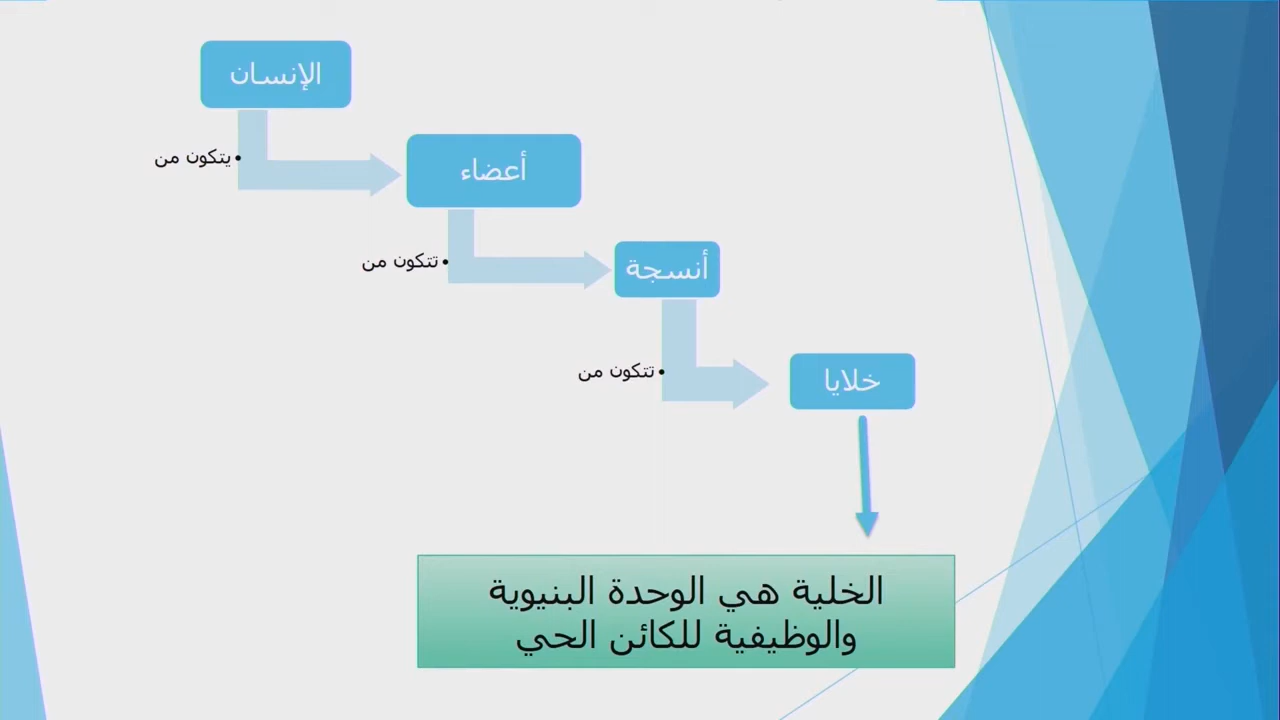 الإنسان
• يتكون من
أعضاء
• تتكون من
أنسجة
• تتكون من
خلايا
الخلية هي الوحدة البنيوية
والوظيفية للكائن الحي